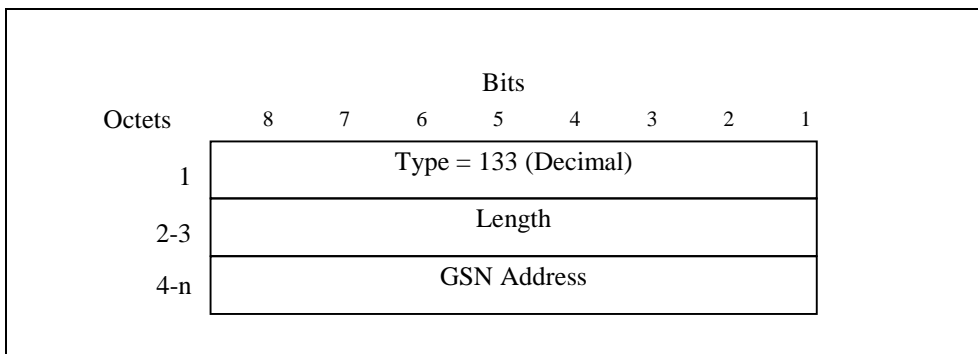 Bits
Octets 8 7 6 5 4 3 2 1
1 Type = 133 (Decimal)
2-3 Length
4-n GSN Address